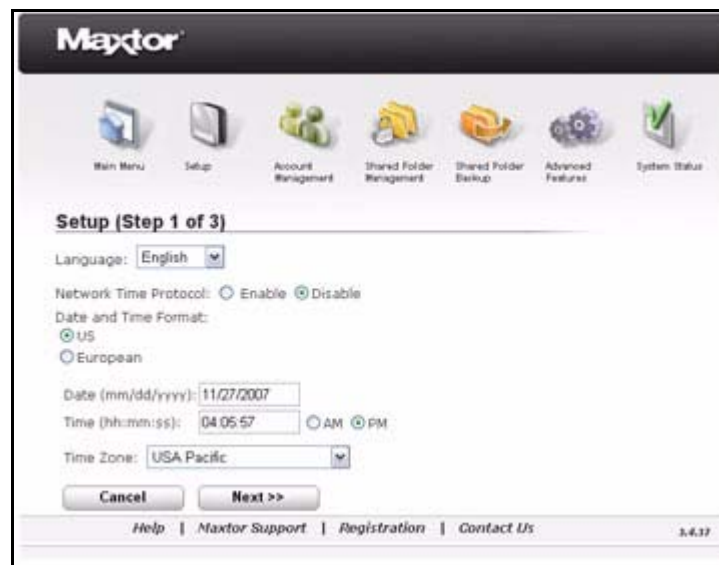 Maxtor
Main Menu
Setup
Account Management
Shared Folder Management
Shared Folder Backup
Advanced Features
System Status
Setup (Step 1 of 3)
Language: English
Network Time Protocol: Enable Disable
Date and Time Format:
US
European
Date (mm/dd/yyyy): 11/27/2007
Time (hh:mm:ss): 04:05:57 AM PM
Time Zone: USA Pacific
Cancel Next >>
Help | Maxtor Support | Registration | Contact Us 3.4.37